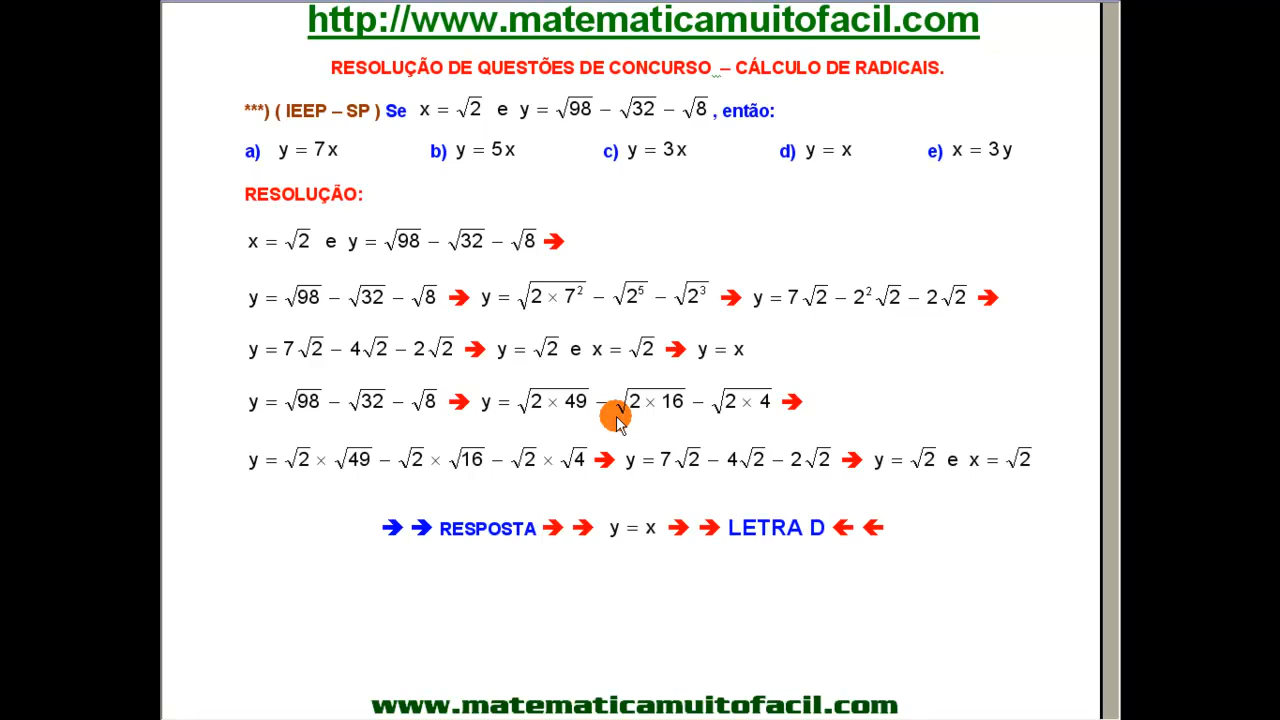 http://www.matematicamuitofacil.com
RESOLUÇÃO DE QUESTÕES DE CONCURSO – CÁLCULO DE RADICAIS.
***) ( IEEP – SP ) Se x = √2 e y = √98 − √32 − √8 , então:
a) y = 7x b) y = 5x c) y = 3x d) y = x e) x = 3y
RESOLUÇÃO:
x = √2 e y = √98 − √32 − √8 ➔
y = √98 − √32 − √8 ➔ y = √(2 × 7²) − √(2⁵) − √(2³) ➔ y = 7√2 − 2²√2 − 2√2 ➔
y = 7√2 − 4√2 − 2√2 ➔ y = √2 e x = √2 ➔ y = x
y = √98 − √32 − √8 ➔ y = √(2 × 49) − √(2 × 16) − √(2 × 4) ➔
y = √2 × √49 − √2 × √16 − √2 × √4 ➔ y = 7√2 − 4√2 − 2√2 ➔ y = √2 e x = √2
➔ ➔ RESPOSTA ➔ ➔ y = x ➔ ➔ LETRA D 🡰 🡰
www.matematicamuitofacil.com